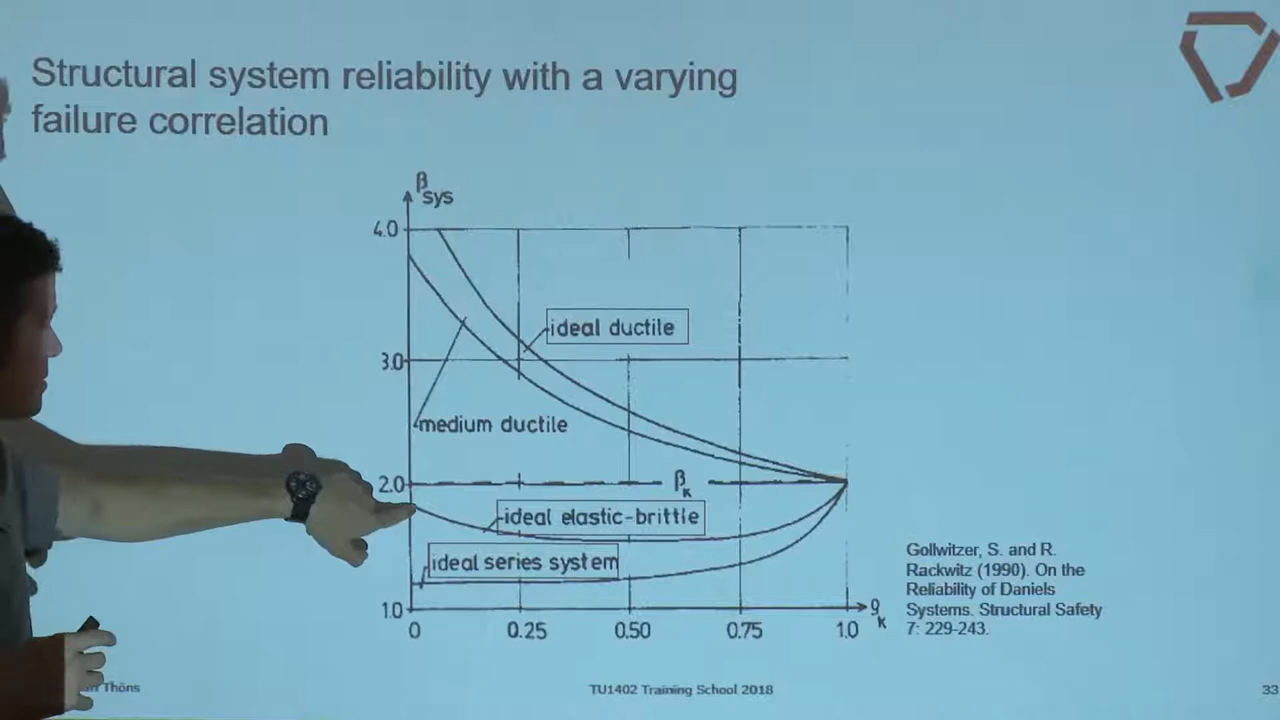 Structural system reliability with a varying
failure correlation
β
sys
4.0
ideal ductile
3.0
medium ductile
2.0
βκ
ideal elastic-brittle
ideal series system
1.0
0
0.25
0.50
0.75
1.0
Gollwitzer, S. and R.
Rackwitz (1990). On the
Reliability of Daniels
Systems. Structural Safety
7: 229-243.
Thöns
TU1402 Training School 2018
33